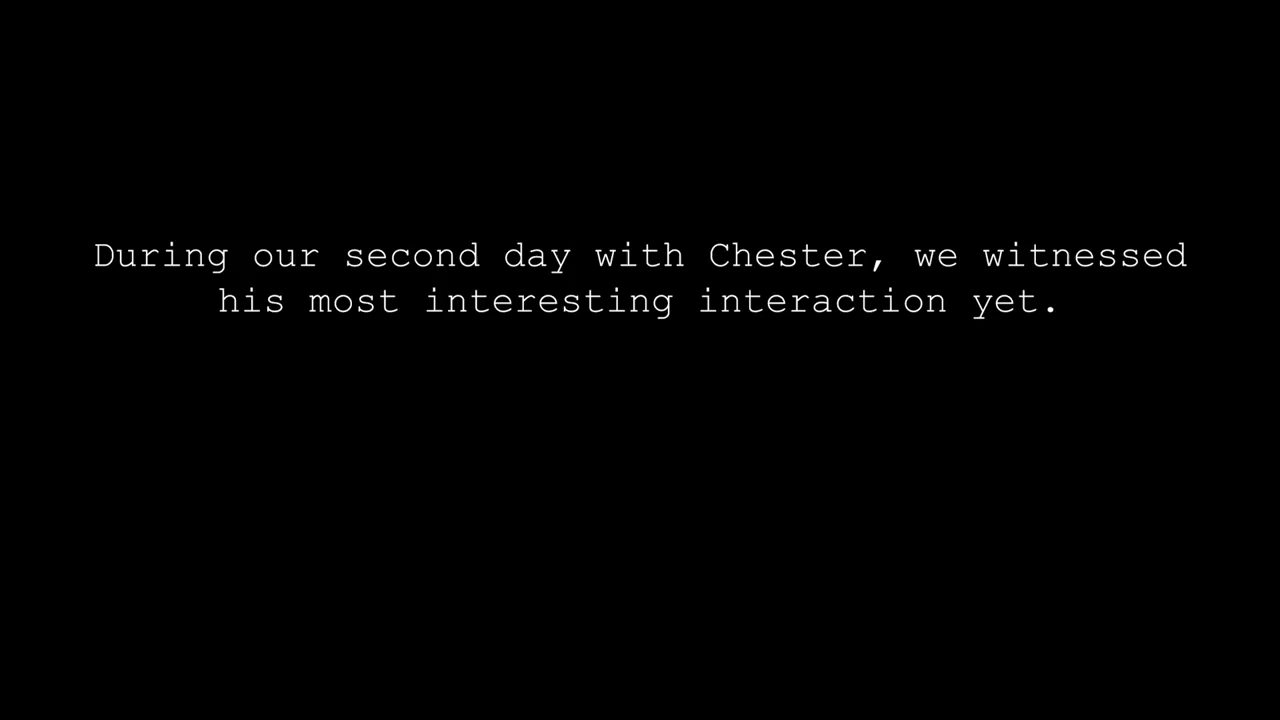 During our second day with Chester, we witnessed
his most interesting interaction yet.